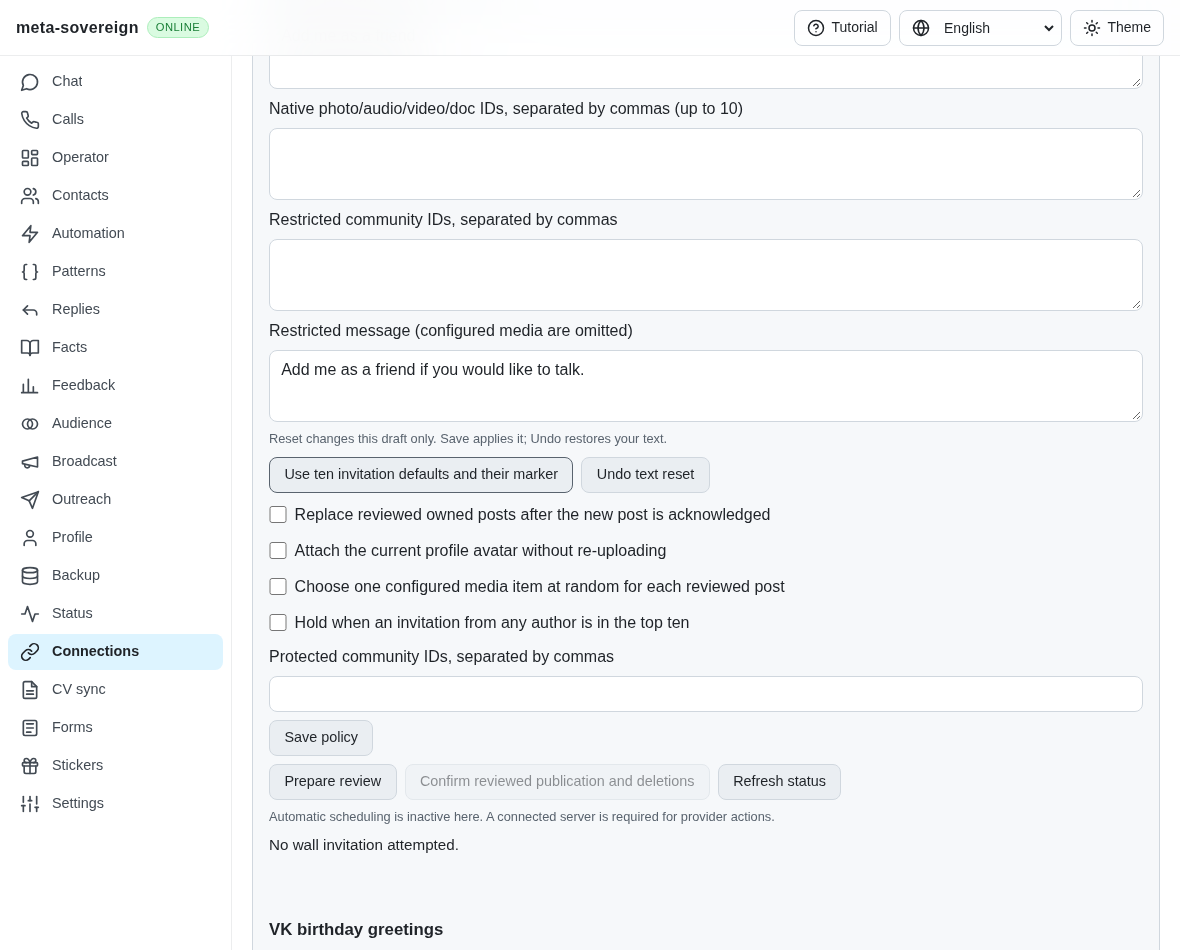 meta-sovereign ONLINE Tutorial English Theme
Chat
Calls
Operator
Contacts
Automation
Patterns
Replies
Facts
Feedback
Audience
Broadcast
Outreach
Profile
Backup
Status
Connections
CV sync
Forms
Stickers
Settings
Native photo/audio/video/doc IDs, separated by commas (up to 10)
Restricted community IDs, separated by commas
Restricted message (configured media are omitted)
Add me as a friend if you would like to talk.
Reset changes this draft only. Save applies it; Undo restores your text.
Use ten invitation defaults and their marker Undo text reset
Replace reviewed owned posts after the new post is acknowledged
Attach the current profile avatar without re-uploading
Choose one configured media item at random for each reviewed post
Hold when an invitation from any author is in the top ten
Protected community IDs, separated by commas
Save policy
Prepare review Confirm reviewed publication and deletions Refresh status
Automatic scheduling is inactive here. A connected server is required for provider actions.
No wall invitation attempted.
VK birthday greetings